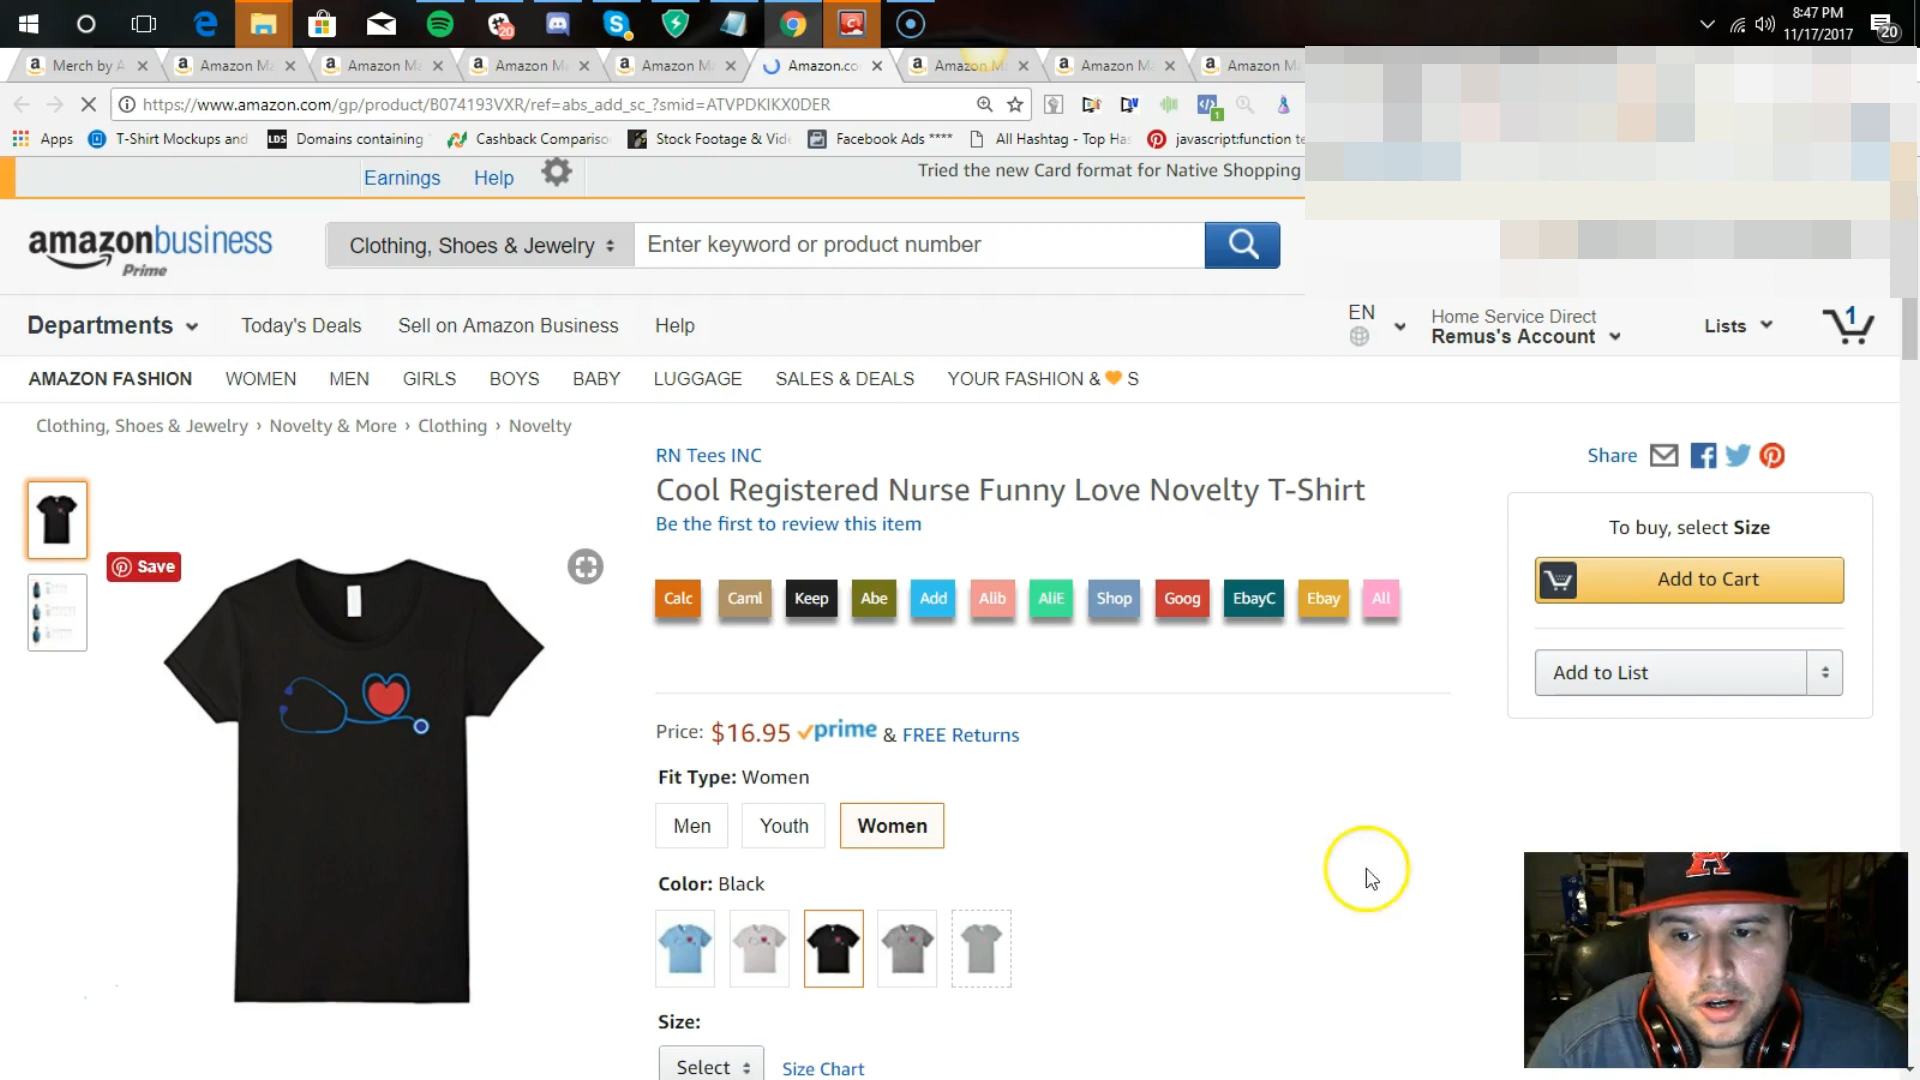 8:47 PM
11/17/2017
20
20
Merch by A
Amazon Ma
Amazon Ma
Amazon M
Amazon Ma
Amazon.co
Amazon M
Amazon M
Amazon M
https://www.amazon.com/gp/product/B074193VXR/ref=abs_add_sc_?smid=ATVPDKIKX0DER
1
Apps
T-Shirt Mockups and
LDS
Domains containing
Cashback Compariso
Stock Footage & Vid
Facebook Ads ****
All Hashtag - Top Ha
javascript:function te
Earnings
Help
Tried the new Card format for Native Shopping
amazonbusiness
Prime
Clothing, Shoes & Jewelry
Enter keyword or product number
Departments
Today's Deals
Sell on Amazon Business
Help
EN
Home Service Direct
Remus's Account
Lists
1
AMAZON FASHION
WOMEN
MEN
GIRLS
BOYS
BABY
LUGGAGE
SALES & DEALS
YOUR FASHION & 🧡 S
Clothing, Shoes & Jewelry › Novelty & More › Clothing › Novelty
RN Tees INC
Cool Registered Nurse Funny Love Novelty T-Shirt
Be the first to review this item
Share
Save
Calc
Caml
Keep
Abe
Add
Alib
AliE
Shop
Goog
EbayC
Ebay
All
To buy, select Size
Add to Cart
Add to List
Price: $16.95 prime & FREE Returns
Fit Type: Women
Men
Youth
Women
Color: Black
Size:
Select
Size Chart